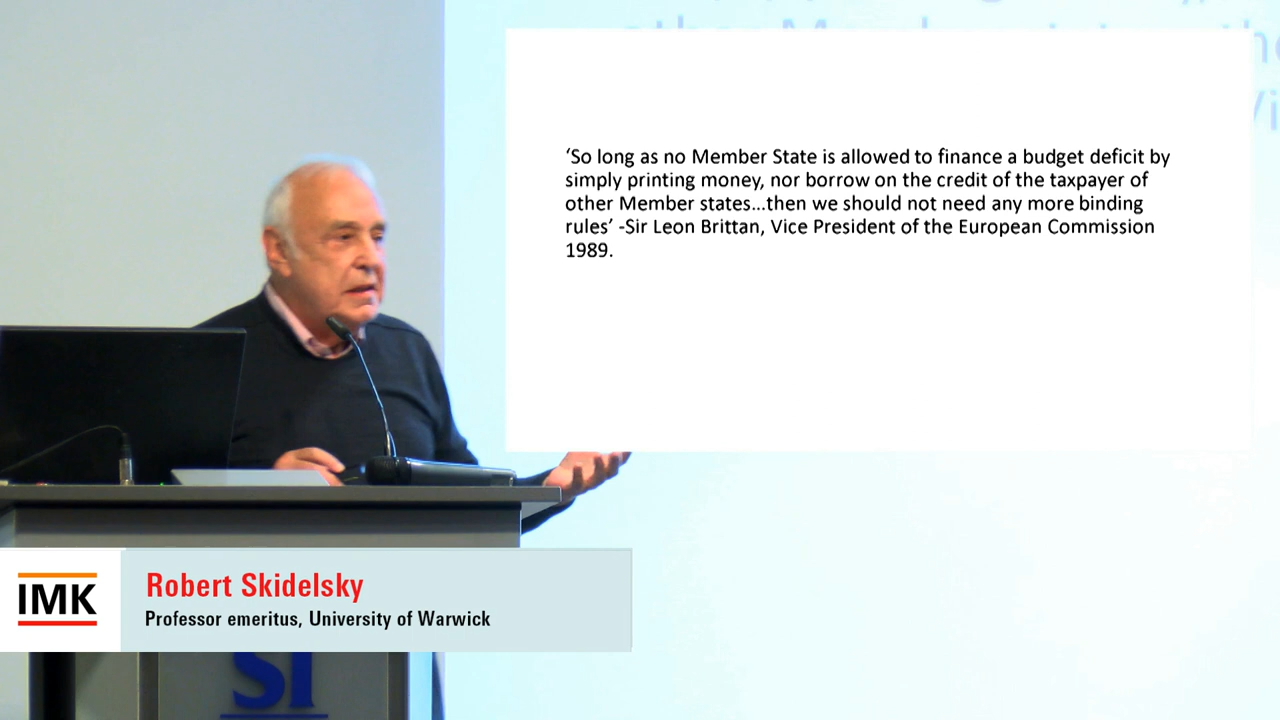 ‘So long as no Member State is allowed to finance a budget deficit by
simply printing money, nor borrow on the credit of the taxpayer of
other Member states...then we should not need any more binding
rules’ -Sir Leon Brittan, Vice President of the European Commission
1989.
IMK
Robert Skidelsky
Professor emeritus, University of Warwick